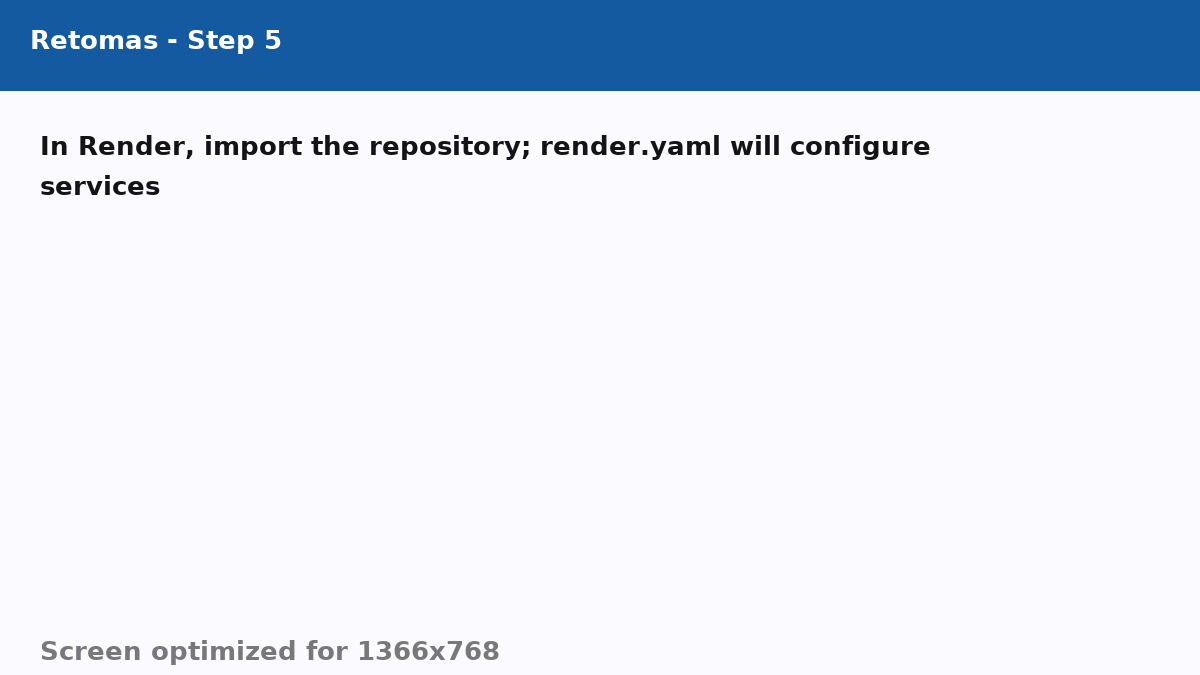 Retomas - Step 5
In Render, import the repository; render.yaml will configure
services
Screen optimized for 1366x768